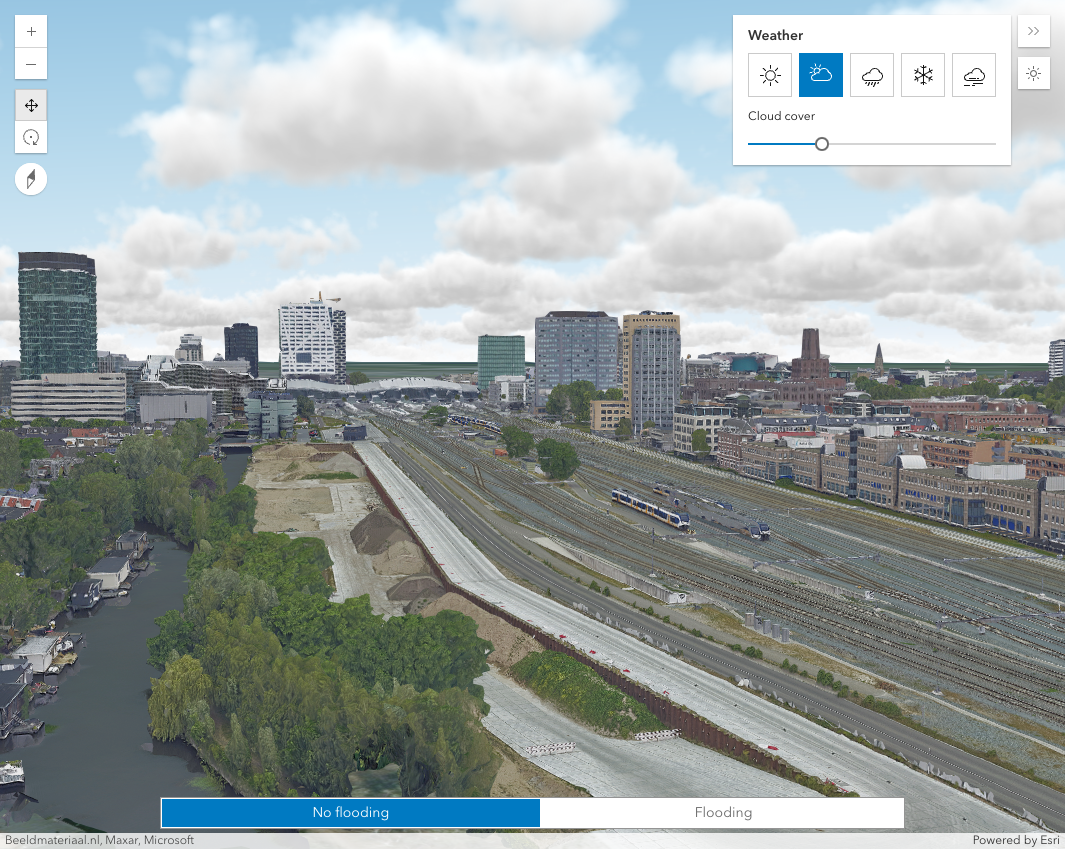 Weather
Cloud cover
No flooding
Flooding
Beeldmateriaal.nl, Maxar, Microsoft
Powered by Esri